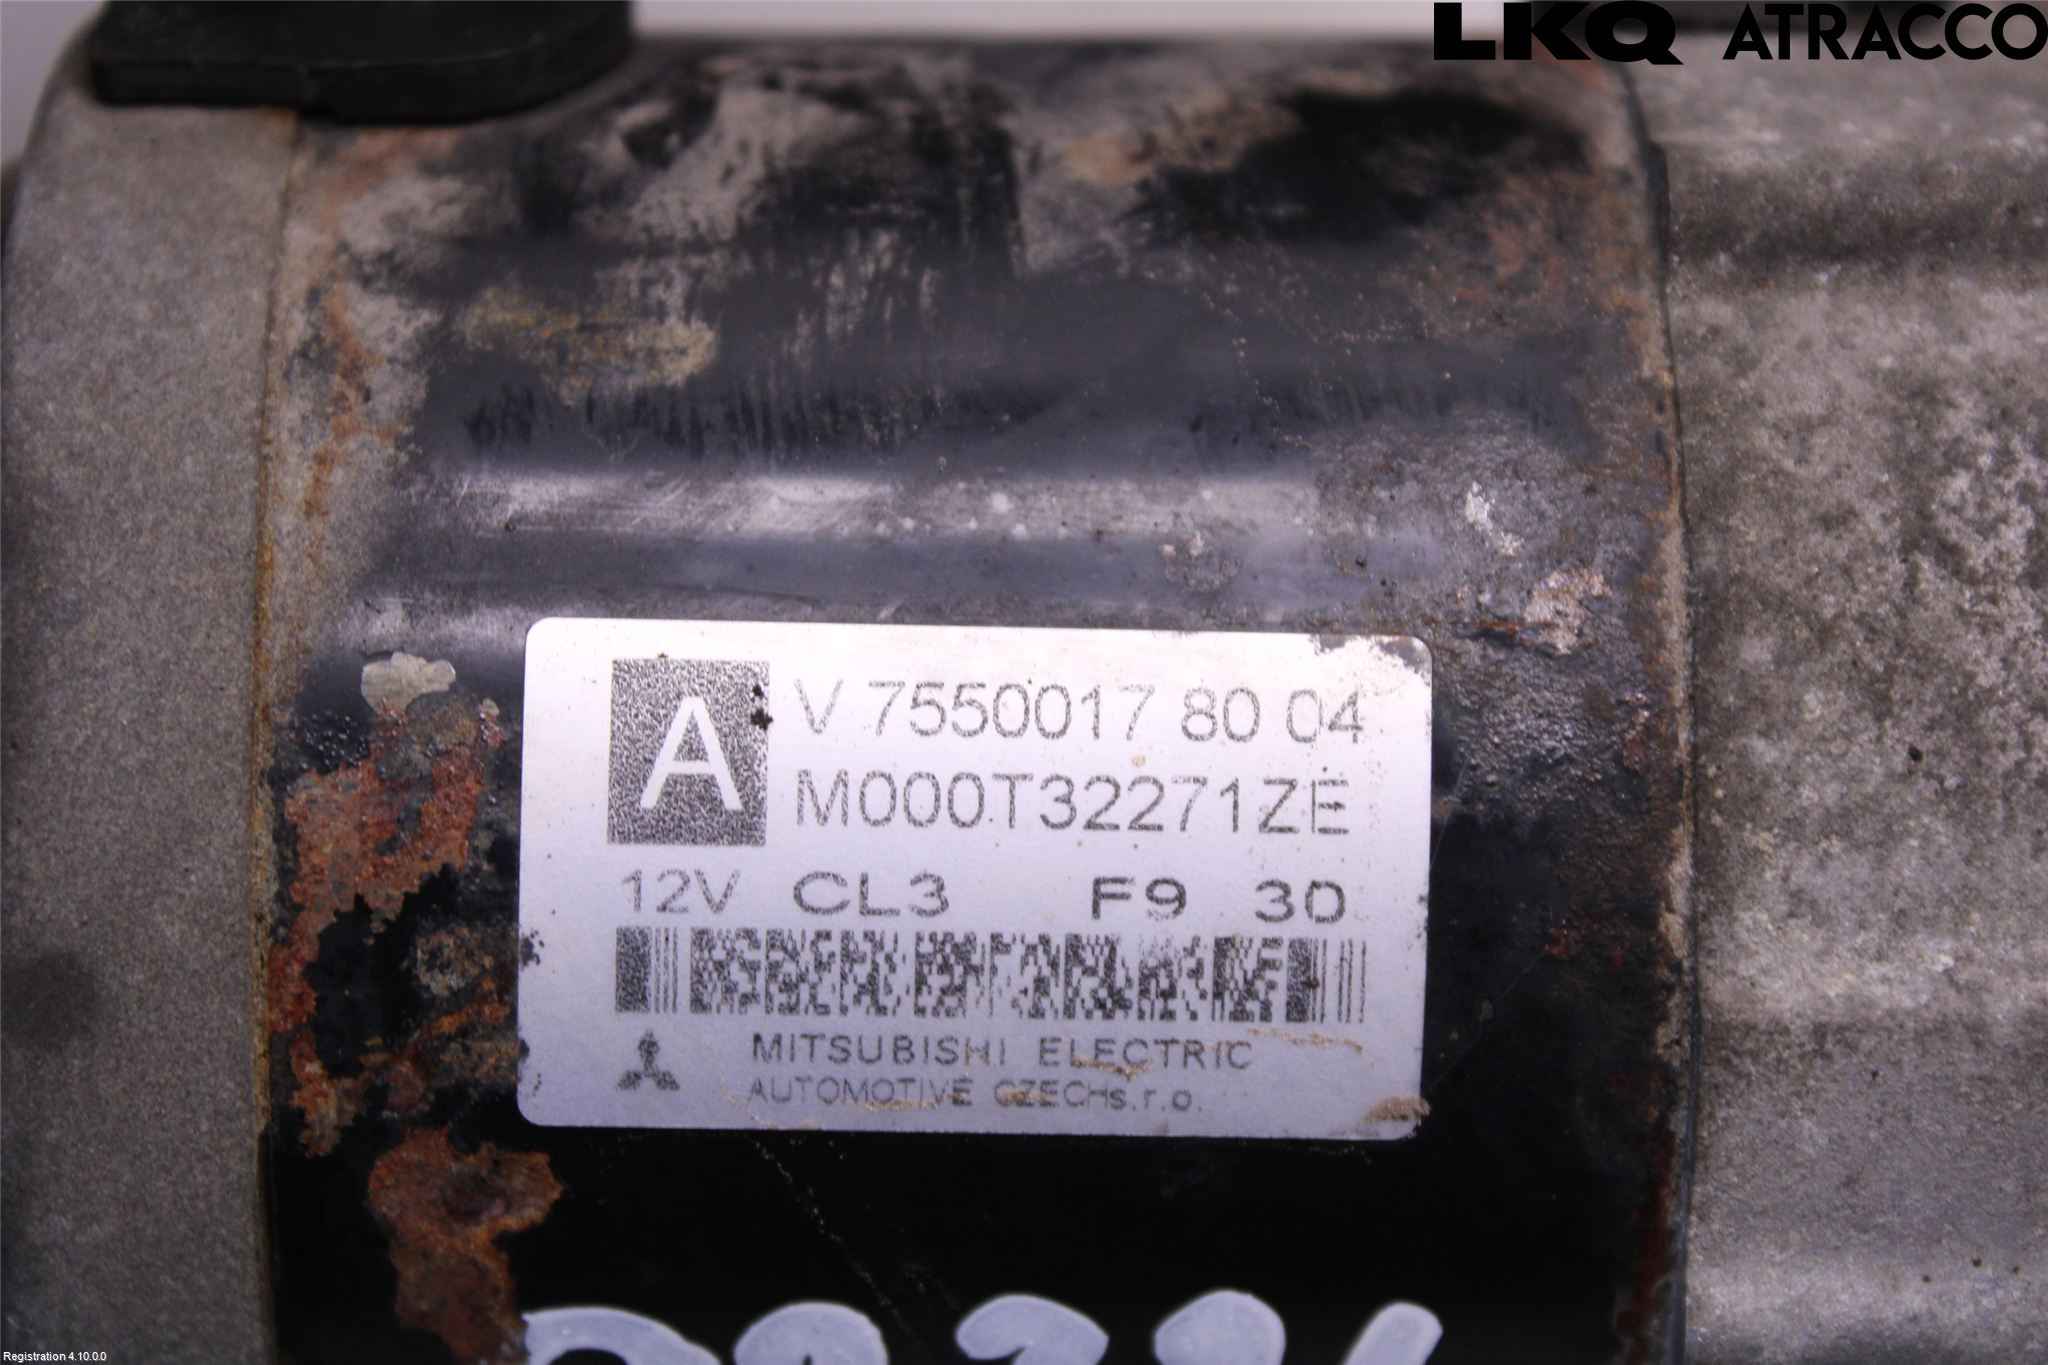 LKQ ATRACCO
A
V 7550017 80 04
M000T32271ZE
12V CL3 F9 30
MITSUBISHI ELECTRIC
AUTOMOTIVE CZECHs.r.o.
Registration 4.10.0.0